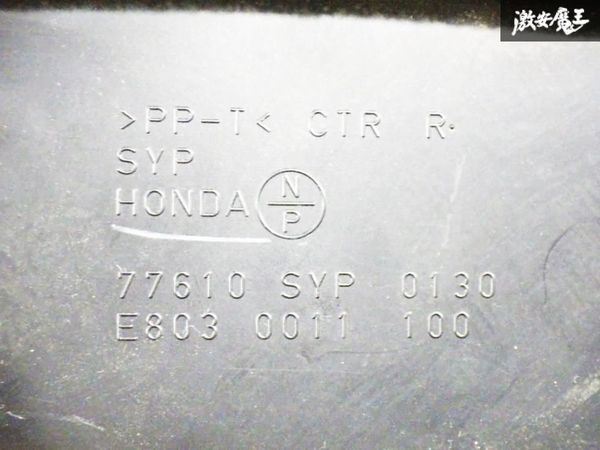 激安魔王
>PP-T< CTR R·
SYP
HONDA N/P
77610 SYP 0130
E803 0011 100